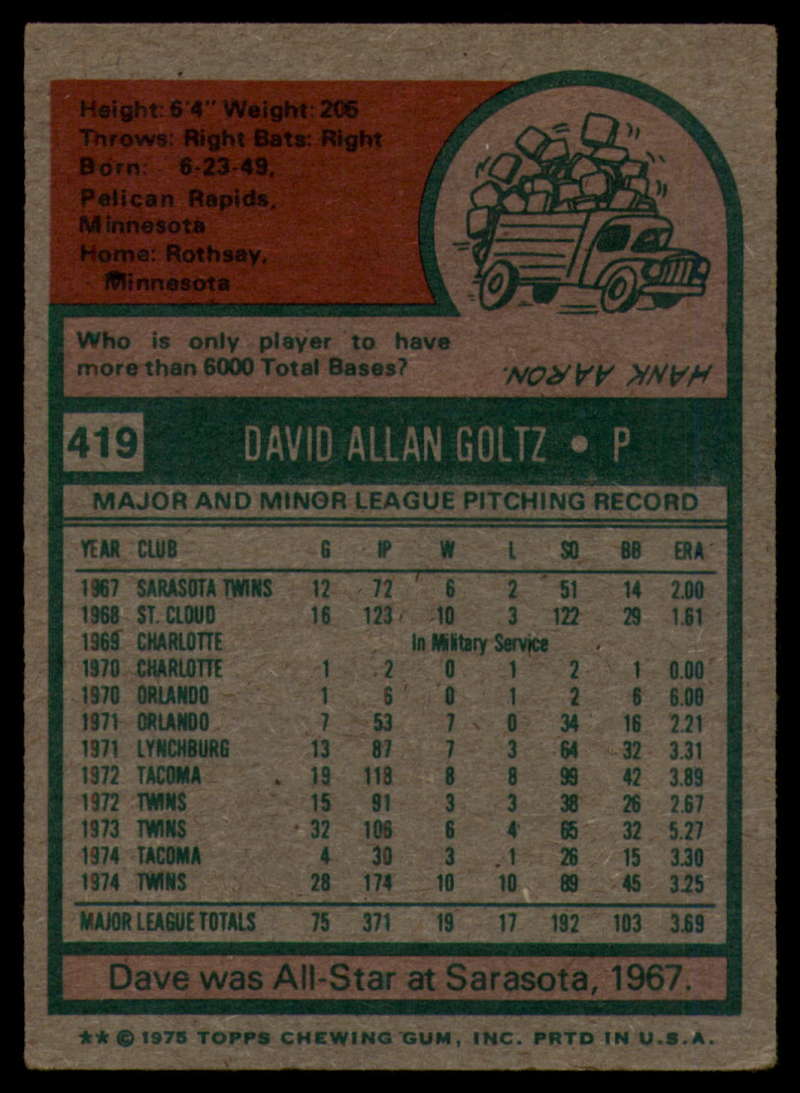 Height: 6'4" Weight: 205
Throws: Right Bats: Right
Born: 6-23-49,
Pelican Rapids,
Minnesota
Home: Rothsay,
Minnesota
Who is only player to have
more than 6000 Total Bases?
HANK AARON.
419 DAVID ALLAN GOLTZ • P
MAJOR AND MINOR LEAGUE PITCHING RECORD
YEAR CLUB G IP W L SO BB ERA
1967 SARASOTA TWINS 12 72 6 2 51 14 2.00
1968 ST. CLOUD 16 123 10 3 122 29 1.61
1969 CHARLOTTE In Military Service
1970 CHARLOTTE 1 2 0 1 2 1 0.00
1970 ORLANDO 1 6 0 1 2 6 6.00
1971 ORLANDO 7 53 7 0 34 16 2.21
1971 LYNCHBURG 13 87 7 3 64 32 3.31
1972 TACOMA 19 118 8 8 99 42 3.89
1972 TWINS 15 91 3 3 38 26 2.67
1973 TWINS 32 106 6 4 65 32 5.27
1974 TACOMA 4 30 3 1 26 15 3.30
1974 TWINS 28 174 10 10 89 45 3.25
MAJOR LEAGUE TOTALS 75 371 19 17 192 103 3.69
Dave was All-Star at Sarasota, 1967.
★★ © 1975 TOPPS CHEWING GUM, INC. PRTD IN U.S.A.